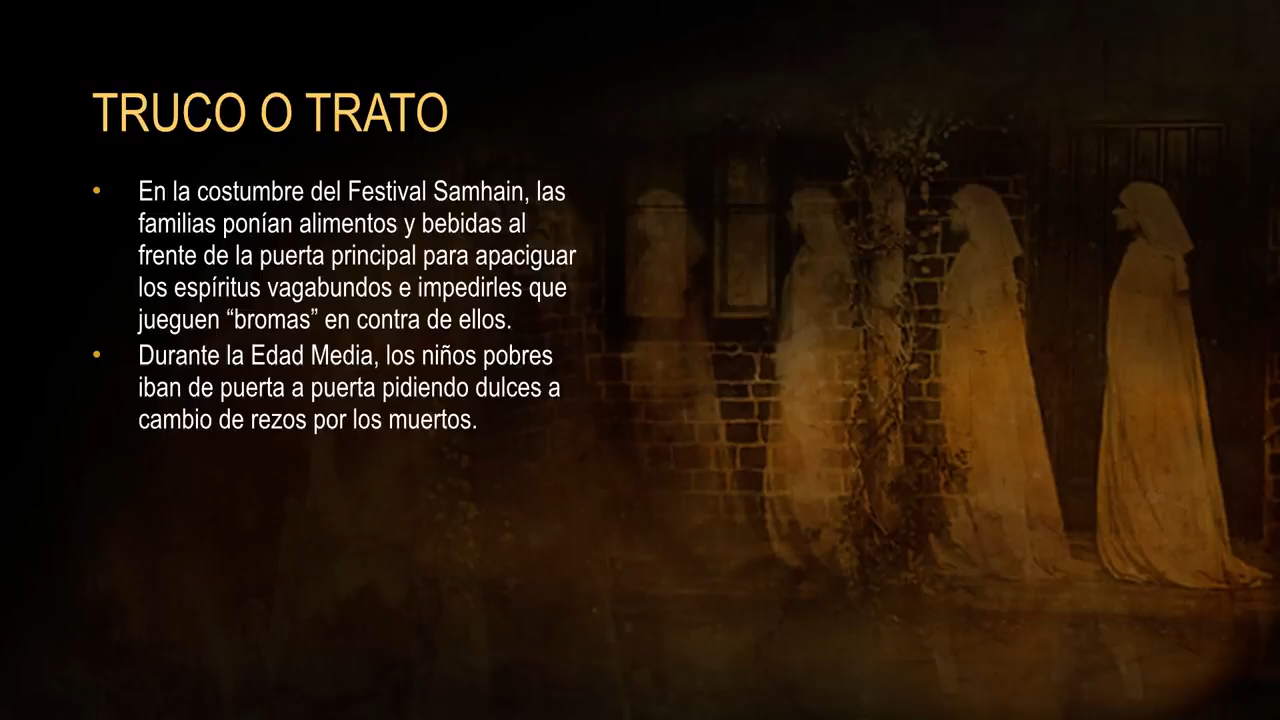 TRUCO O TRATO
• En la costumbre del Festival Samhain, las
familias ponían alimentos y bebidas al
frente de la puerta principal para apaciguar
los espíritus vagabundos e impedirles que
jueguen “bromas” en contra de ellos.
• Durante la Edad Media, los niños pobres
iban de puerta a puerta pidiendo dulces a
cambio de rezos por los muertos.